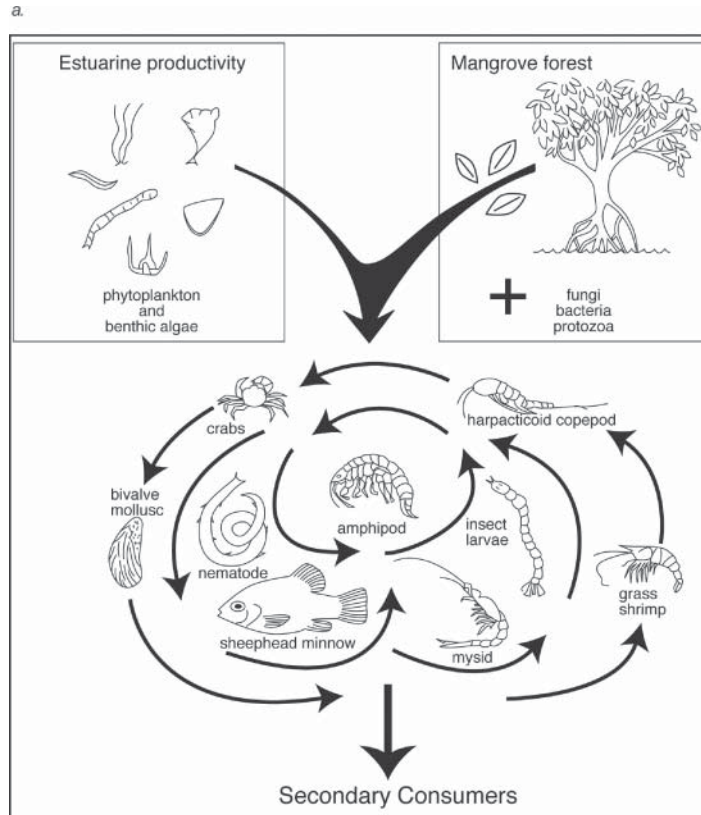 a.
Estuarine productivity
Mangrove forest
phytoplankton
and
benthic algae
+
fungi
bacteria
protozoa
crabs
harpacticoid copepod
bivalve
mollusc
amphipod
insect
larvae
nematode
grass
shrimp
sheephead minnow
mysid
Secondary Consumers